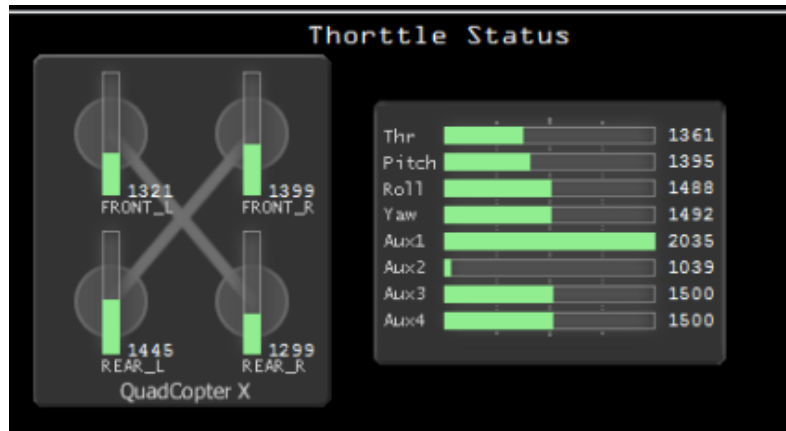 Thorttle Status
1321
FRONT_L
1399
FRONT_R
1445
REAR_L
1299
REAR_R
QuadCopter X
Thr 1361
Pitch 1395
Roll 1488
Yaw 1492
Aux1 2035
Aux2 1039
Aux3 1500
Aux4 1500